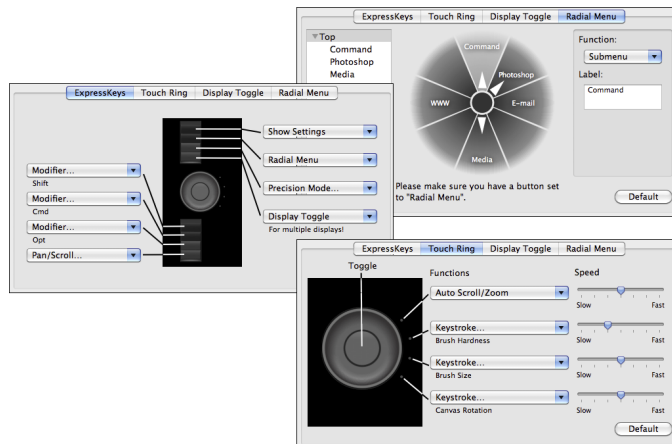 ExpressKeys Touch Ring Display Toggle Radial Menu
Top
Command
Photoshop
Media
Command
Photoshop
E-mail
Media
WWW
Function:
Submenu
Label:
Command
Please make sure you have a button set
to "Radial Menu".
Default
ExpressKeys Touch Ring Display Toggle Radial Menu
Modifier...
Shift
Modifier...
Cmd
Modifier...
Opt
Pan/Scroll...
Show Settings
Radial Menu
Precision Mode...
Display Toggle
For multiple displays!
ExpressKeys Touch Ring Display Toggle Radial Menu
Toggle
Functions
Speed
Auto Scroll/Zoom
Slow Fast
Keystroke...
Brush Hardness
Slow Fast
Keystroke...
Brush Size
Slow Fast
Keystroke...
Canvas Rotation
Slow Fast
Default